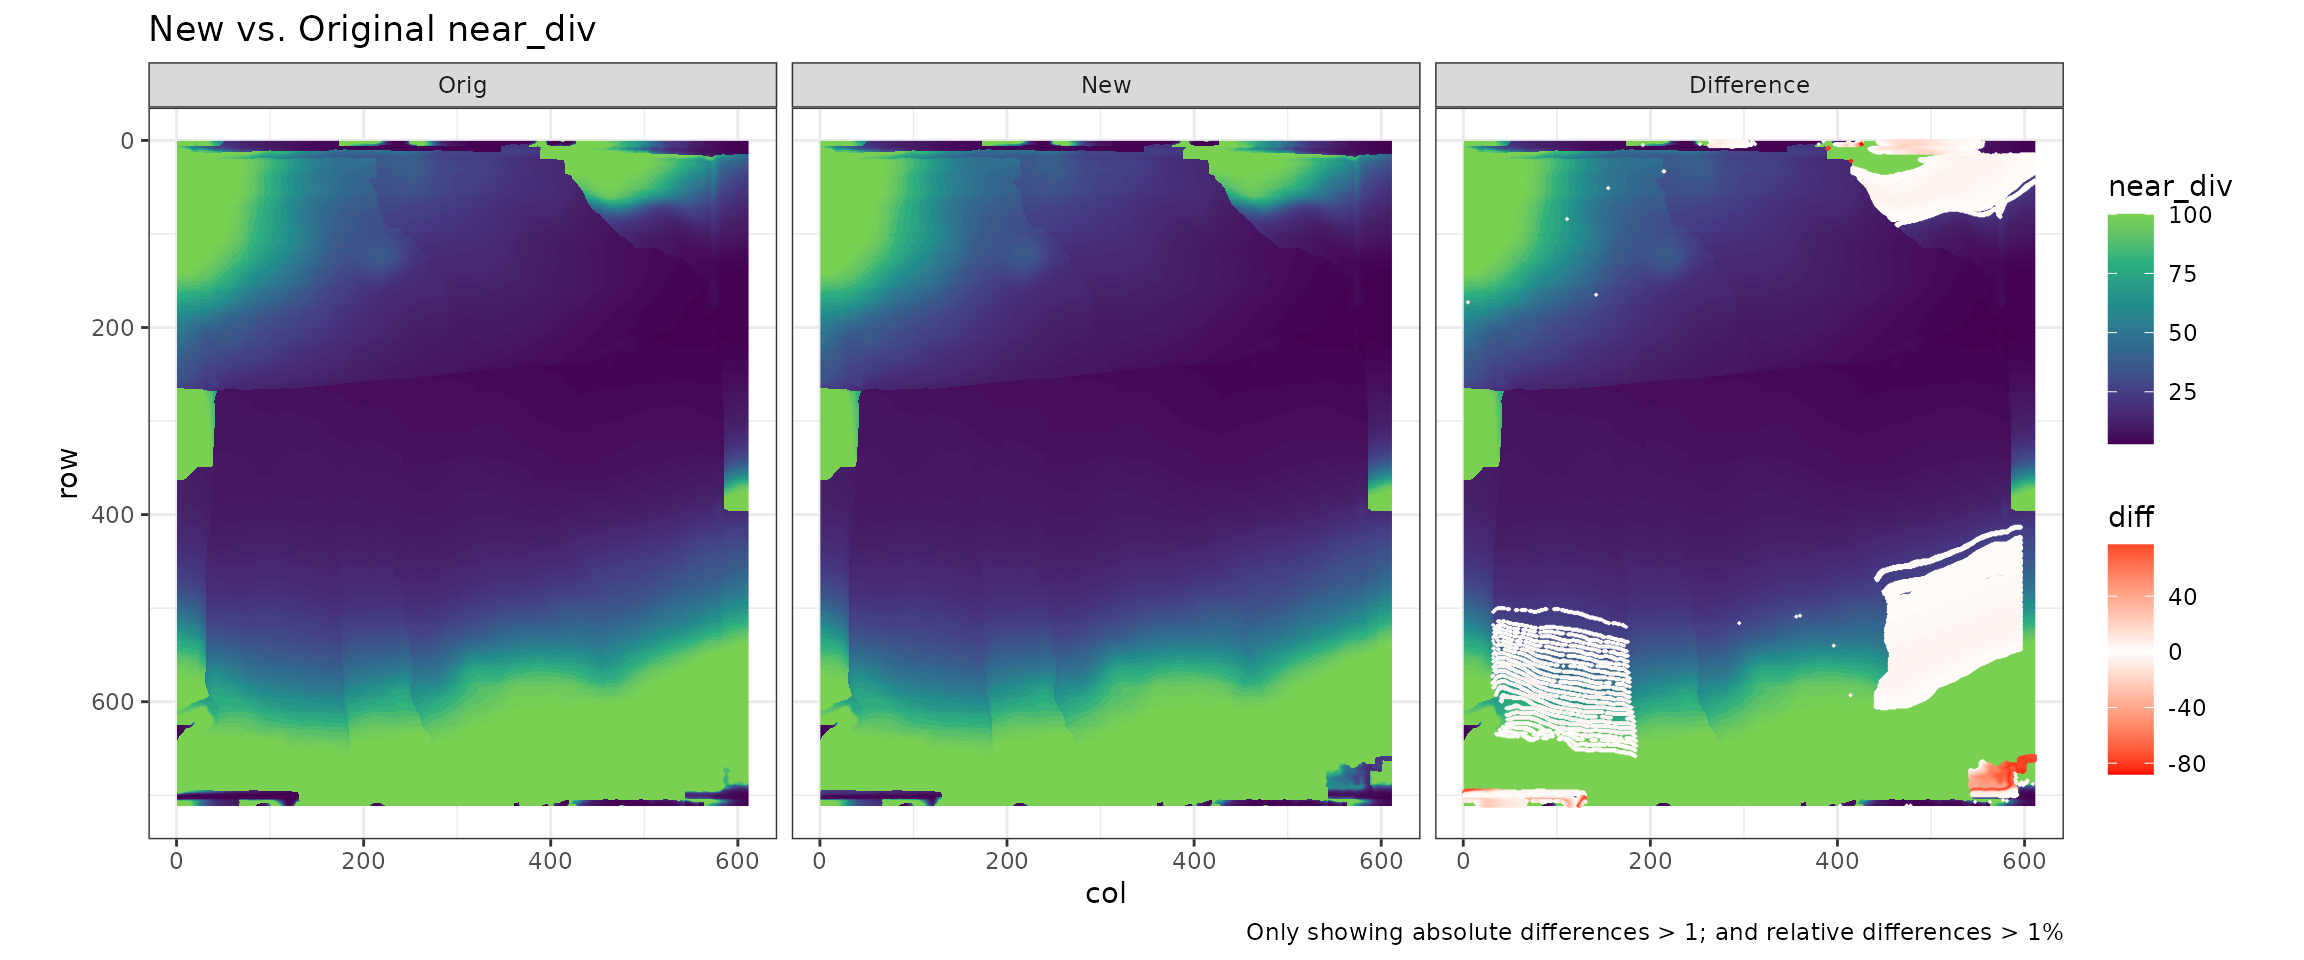 New vs. Original near_div
Orig
New
Difference
0
200
400
600
row
0
200
400
600
0
200
400
600
0
200
400
600
col
near_div
100
75
50
25
diff
40
0
-40
-80
Only showing absolute differences > 1; and relative differences > 1%